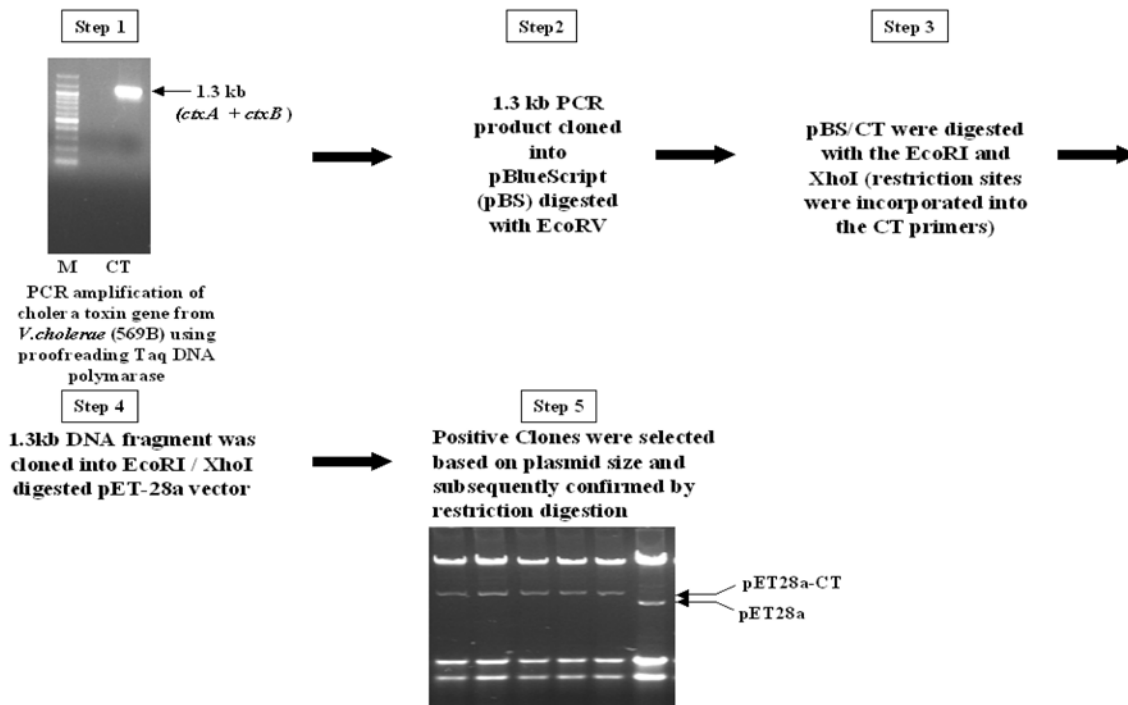 Step 1
1.3 kb
(ctxA + ctxB)
M CT
PCR amplification of
cholera toxin gene from
V.cholerae (569B) using
proofreading Taq DNA
polymarase
Step2
1.3 kb PCR
product cloned
into
pBlueScript
(pBS) digested
with EcoRV
Step 3
pBS/CT were digested
with the EcoRI and
XhoI (restriction sites
were incorporated into
the CT primers)
Step 4
1.3kb DNA fragment was
cloned into EcoRI / XhoI
digested pET-28a vector
Step 5
Positive Clones were selected
based on plasmid size and
subsequently confirmed by
restriction digestion
pET28a-CT
pET28a